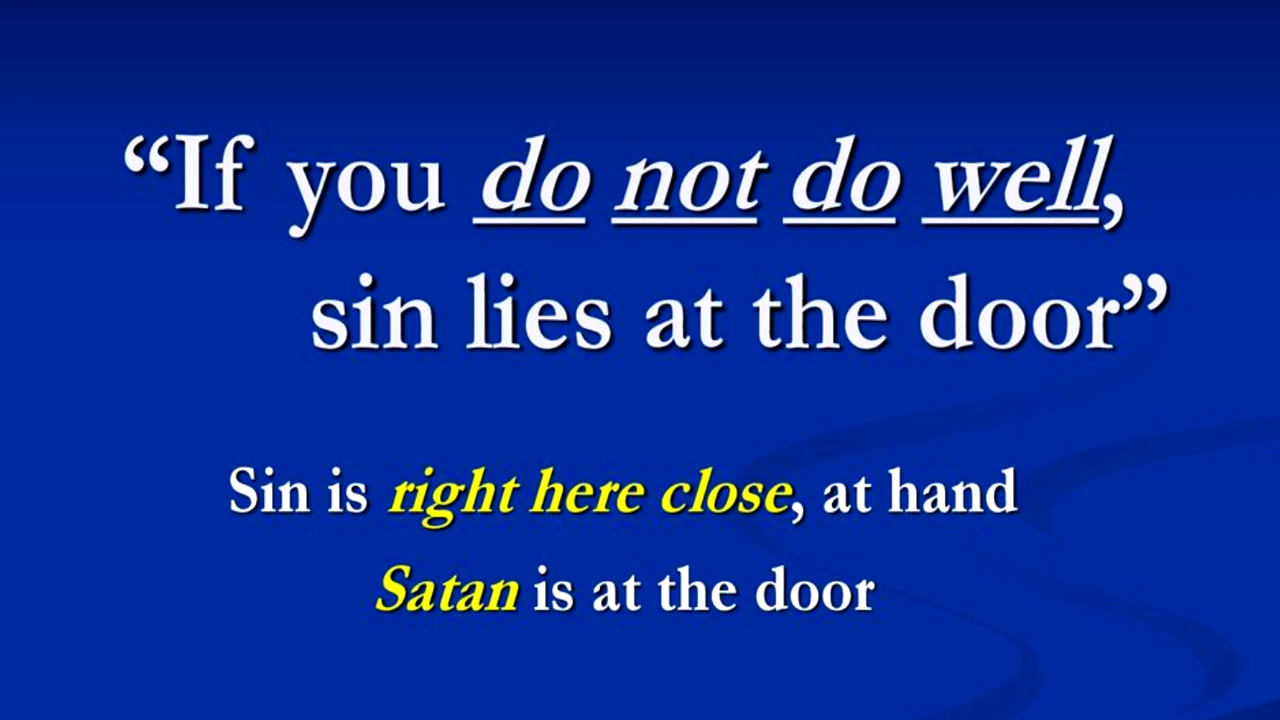 “If you do not do well,
sin lies at the door”
Sin is right here close, at hand
Satan is at the door